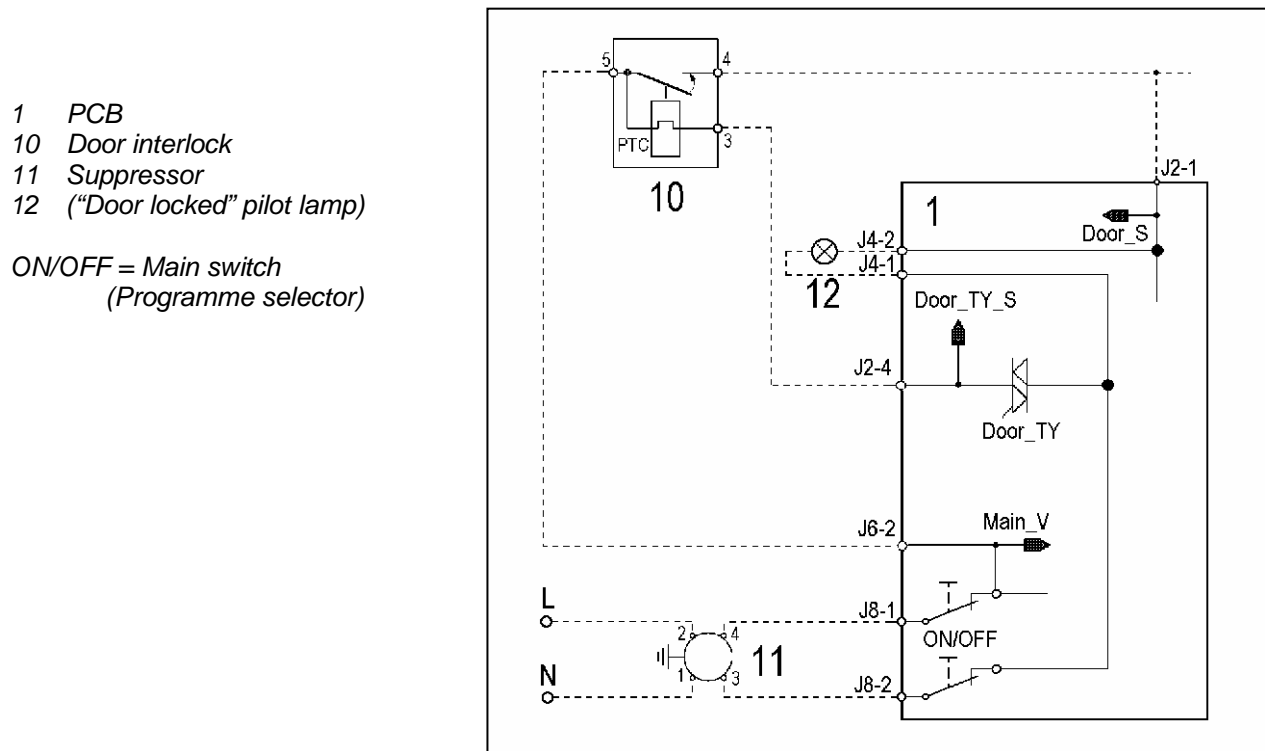 1 PCB
10 Door interlock
11 Suppressor
12 (“Door locked” pilot lamp)
ON/OFF = Main switch
(Programme selector)
5
4
PTC
3
10
J2-1
1
Door_S
J4-2
J4-1
12
Door_TY_S
J2-4
Door_TY
J6-2
Main_V
L
J8-1
2
4
ON/OFF
11
N
1
3
J8-2